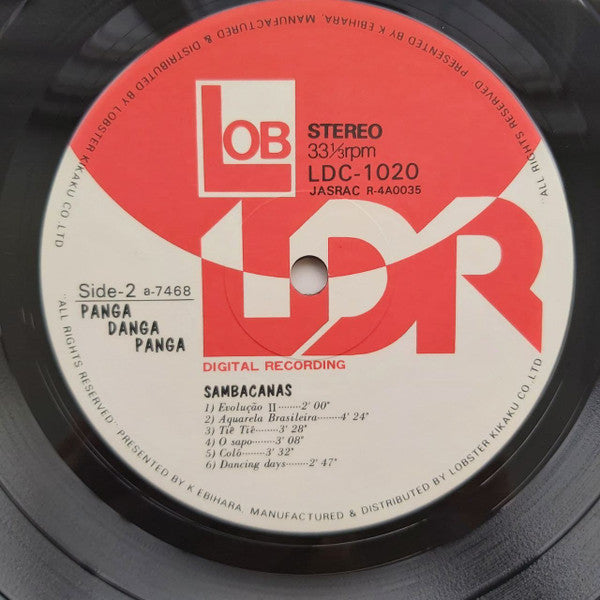 LOB
STEREO
33⅓rpm
LDC-1020
JASRAC R-4A0035
LDR
Side-2 a-7468
PANGA
DANGA
PANGA
DIGITAL RECORDING
SAMBACANAS
1) Evolução II········2' 00"
2) Aquarela Brasileira·······4' 24"
3) Tiê Tiê··········3' 28"
4) O sapo·······3' 08"
5) Colô·······3' 32"
6) Dancing days·······2' 47"
"ALL RIGHTS RESERVED" PRESENTED BY K.EBIHARA, MANUFACTURED & DISTRIBUTED BY LOBSTER KIKAKU CO LTD
"ALL RIGHTS RESERVED" PRESENTED BY K.EBIHARA, MANUFACTURED & DISTRIBUTED BY LOBSTER KIKAKU CO LTD